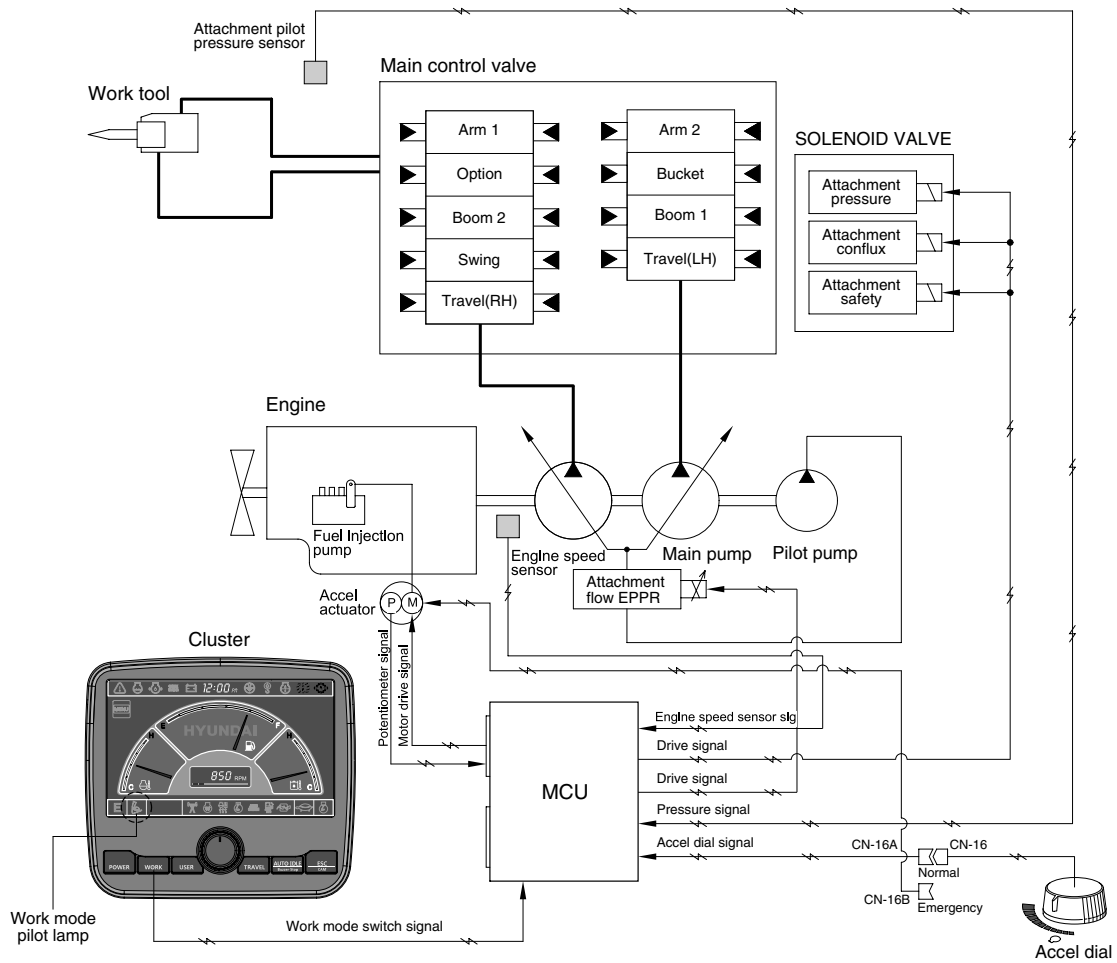 Attachment pilot
pressure sensor
Main control valve
Work tool
Arm 1
Option
Boom 2
Swing
Travel(RH)
Arm 2
Bucket
Boom 1
Travel(LH)
SOLENOID VALVE
Attachment
pressure
Attachment
conflux
Attachment
safety
Engine
Fuel Injection
pump
Engine speed
sensor
Main pump
Pilot pump
Attachment
flow EPPR
Accel
actuator
P
M
Potentiometer signal
Motor drive signal
Cluster
12:00
MENU
E
F
H
H
HYUNDAI
850 RPM
C
C
E
POWER
WORK
USER
TRAVEL
AUTO IDLE
ESC
CAM
MCU
Engine speed sensor sig
Drive signal
Drive signal
Pressure signal
Accel dial signal
CN-16A
CN-16
Normal
CN-16B
Emergency
Work mode
pilot lamp
Work mode switch signal
Accel dial